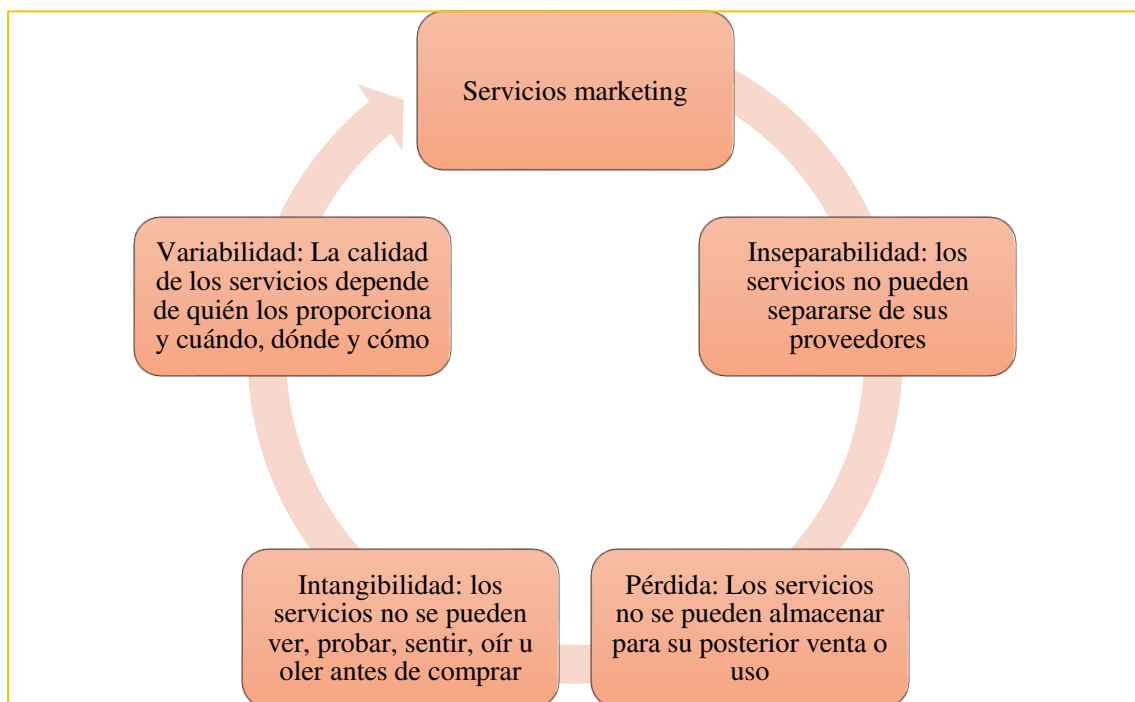 Servicios marketing
Inseparabilidad: los
servicios no pueden
separarse de sus
proveedores
Pérdida: Los servicios
no se pueden almacenar
para su posterior venta o
uso
Intangibilidad: los
servicios no se pueden
ver, probar, sentir, oír u
oler antes de comprar
Variabilidad: La calidad
de los servicios depende
de quién los proporciona
y cuándo, dónde y cómo